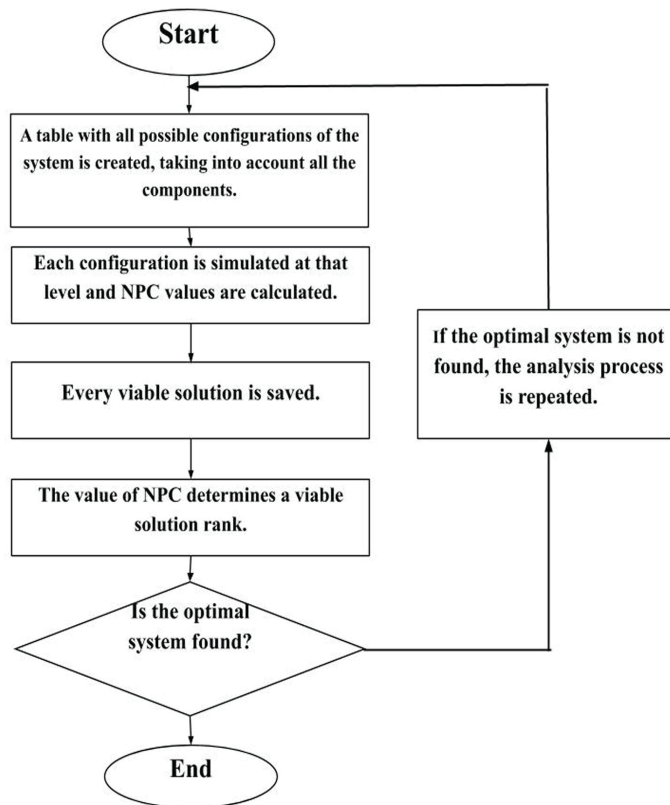 Start
A table with all possible configurations of the
system is created, taking into account all the
components.
Each configuration is simulated at that
level and NPC values are calculated.
Every viable solution is saved.
The value of NPC determines a viable
solution rank.
Is the optimal
system found?
If the optimal system is not
found, the analysis process
is repeated.
End